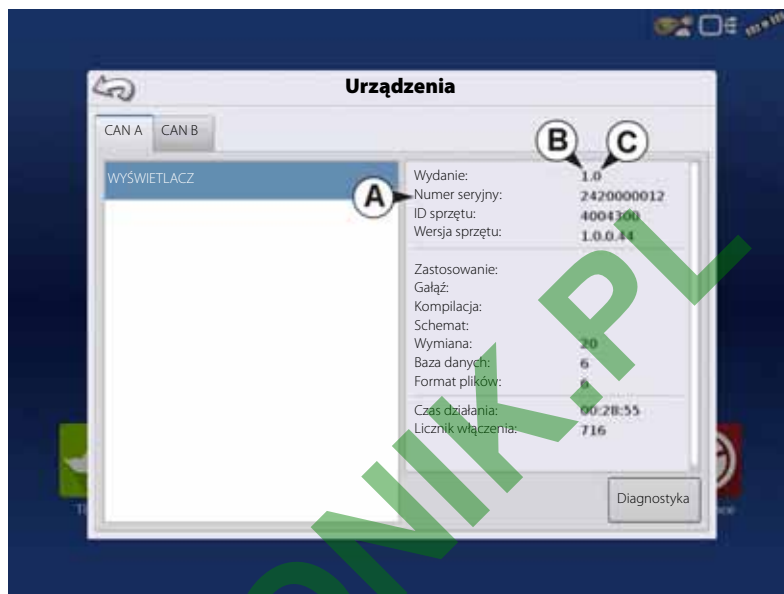 Urządzenia
CAN A CAN B
B C
WYŚWIETLACZ
A
Wydanie: 1.0
Numer seryjny: 2420000012
ID sprzętu: 4004300
Wersja sprzętu: 1.0.0.44
Zastosowanie:
Gałąź:
Kompilacja:
Schemat:
Wymiana: 20
Baza danych: 6
Format plików: 6
Czas działania: 00:28:55
Licznik włączenia: 716
Diagnostyka
ONIK.PL